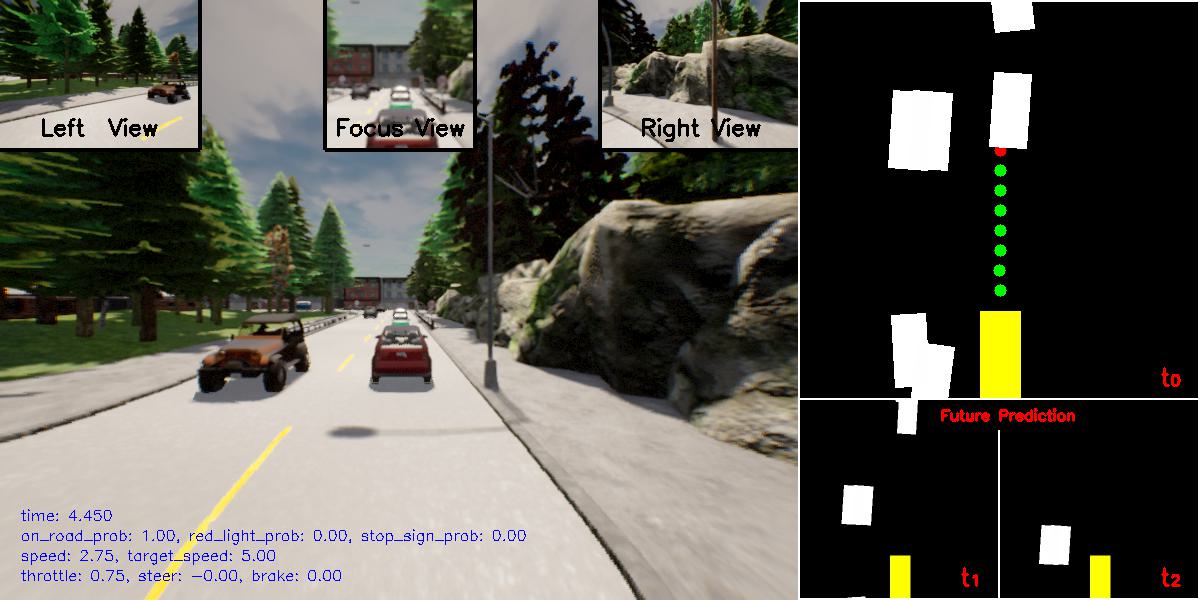 Left View
Focus View
Right View
t0
Future Prediction
t1
t2
time: 4.450
on_road_prob: 1.00, red_light_prob: 0.00, stop_sign_prob: 0.00
speed: 2.75, target_speed: 5.00
throttle: 0.75, steer: −0.00, brake: 0.00